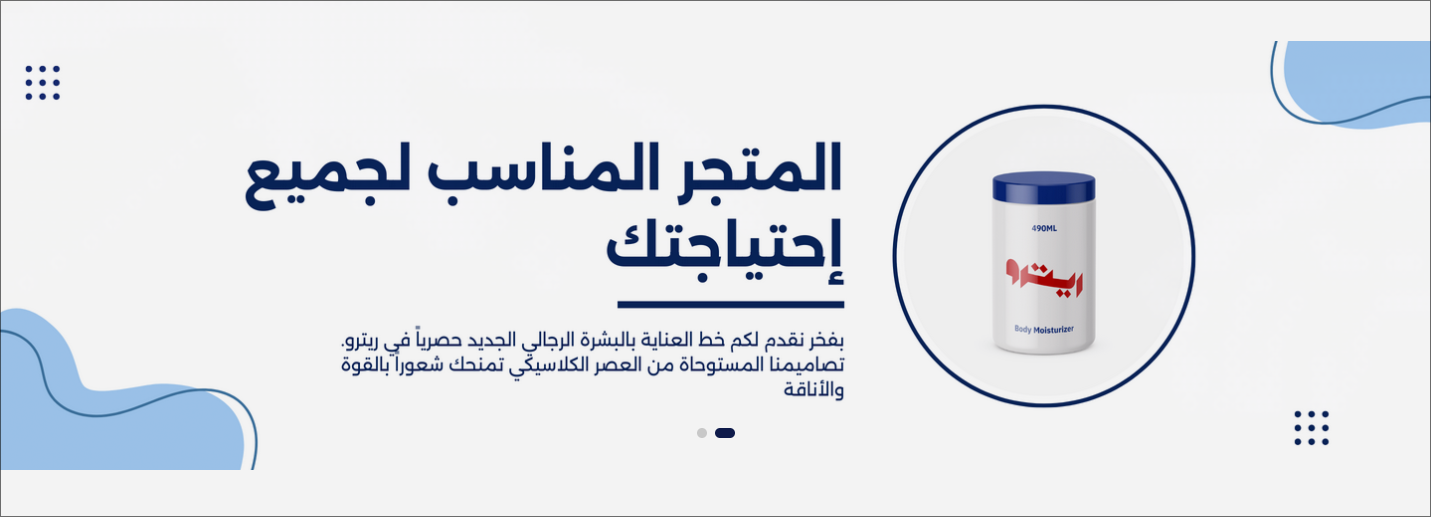 المتجر المناسب لجميع
إحتياجتك
بفخر نقدم لكم خط العناية بالبشرة الرجالي الجديد حصرياً في ريترو.
تصاميمنا المستوحاة من العصر الكلاسيكي تمنحك شعوراً بالقوة
والأناقة
490ML
ريترو
Body Moisturizer